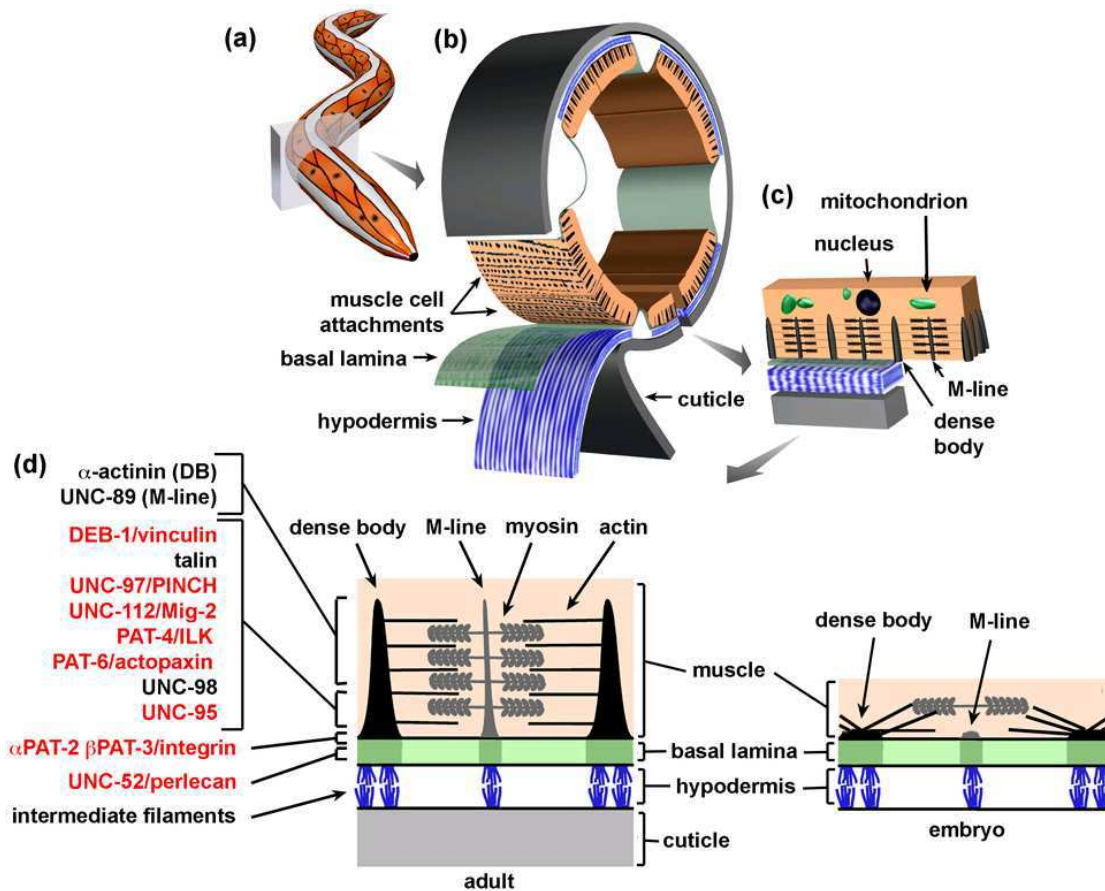 (a)
(b)
muscle cell
attachments
basal lamina
hypodermis
cuticle
(c)
mitochondrion
nucleus
M-line
dense
body
(d)
α-actinin (DB)
UNC-89 (M-line)
DEB-1/vinculin
talin
UNC-97/PINCH
UNC-112/Mig-2
PAT-4/ILK
PAT-6/actopaxin
UNC-98
UNC-95
αPAT-2 βPAT-3/integrin
UNC-52/perlecan
intermediate filaments
dense body
M-line
myosin
actin
muscle
basal lamina
hypodermis
cuticle
adult
dense body
M-line
embryo